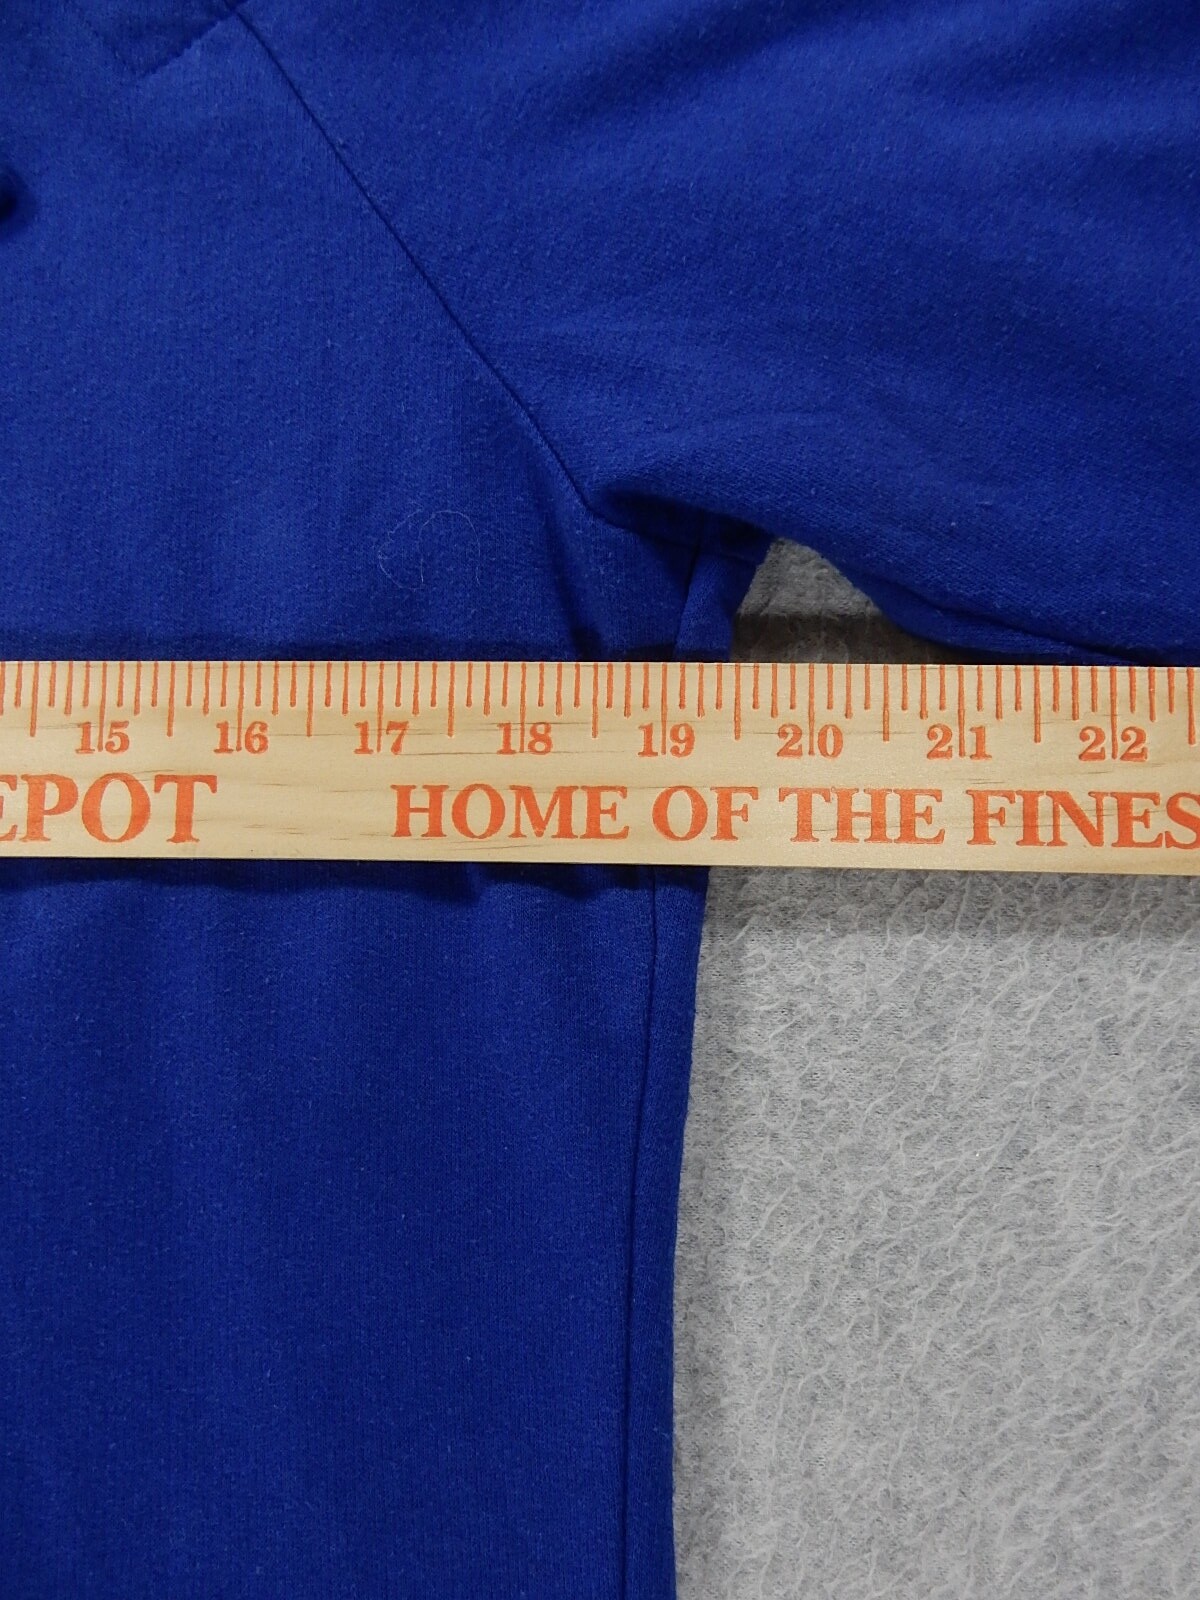 15 16 17 18 19 20 21 22
EPOT HOME OF THE FINES